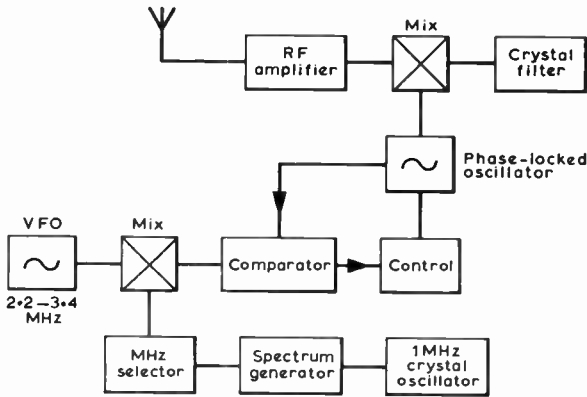 Mix
RF
amplifier
Crystal
filter
Phase-locked
oscillator
VFO
Mix
Comparator
Control
2·2–3·4
MHz
MHz
selector
Spectrum
generator
1MHz
crystal
oscillator